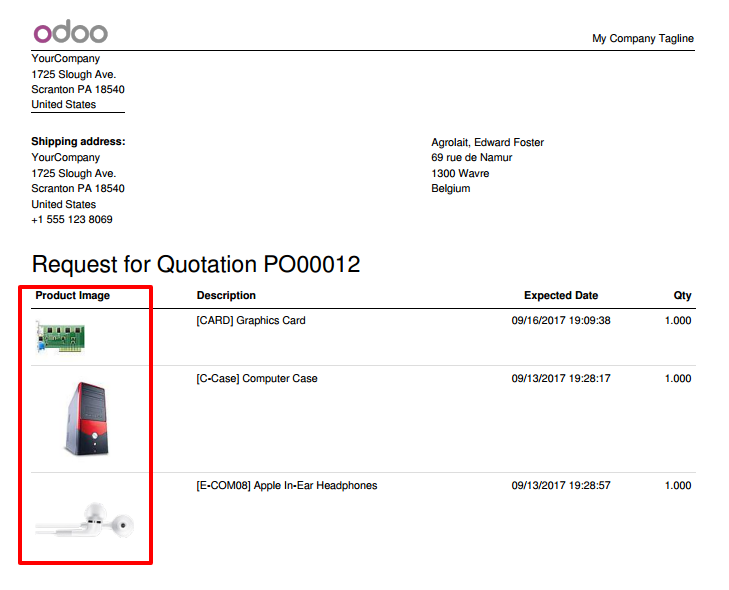 odoo
My Company Tagline
YourCompany
1725 Slough Ave.
Scranton PA 18540
United States
Shipping address:
YourCompany
1725 Slough Ave.
Scranton PA 18540
United States
+1 555 123 8069
Agrolait, Edward Foster
69 rue de Namur
1300 Wavre
Belgium
Request for Quotation PO00012
Product Image Description Expected Date Qty
[CARD] Graphics Card 09/16/2017 19:09:38 1.000
[C-Case] Computer Case 09/13/2017 19:28:17 1.000
[E-COM08] Apple In-Ear Headphones 09/13/2017 19:28:57 1.000